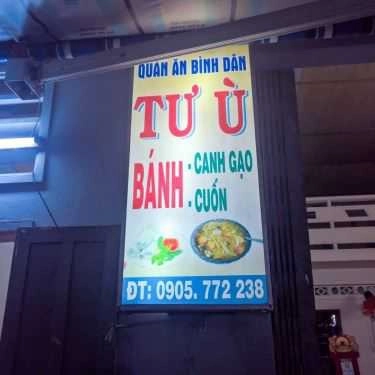 QUÁN ĂN BÌNH DÂN
TƯ Ù
BÁNH - CANH GẠO
- CUỐN
ĐT: 0905. 772 238